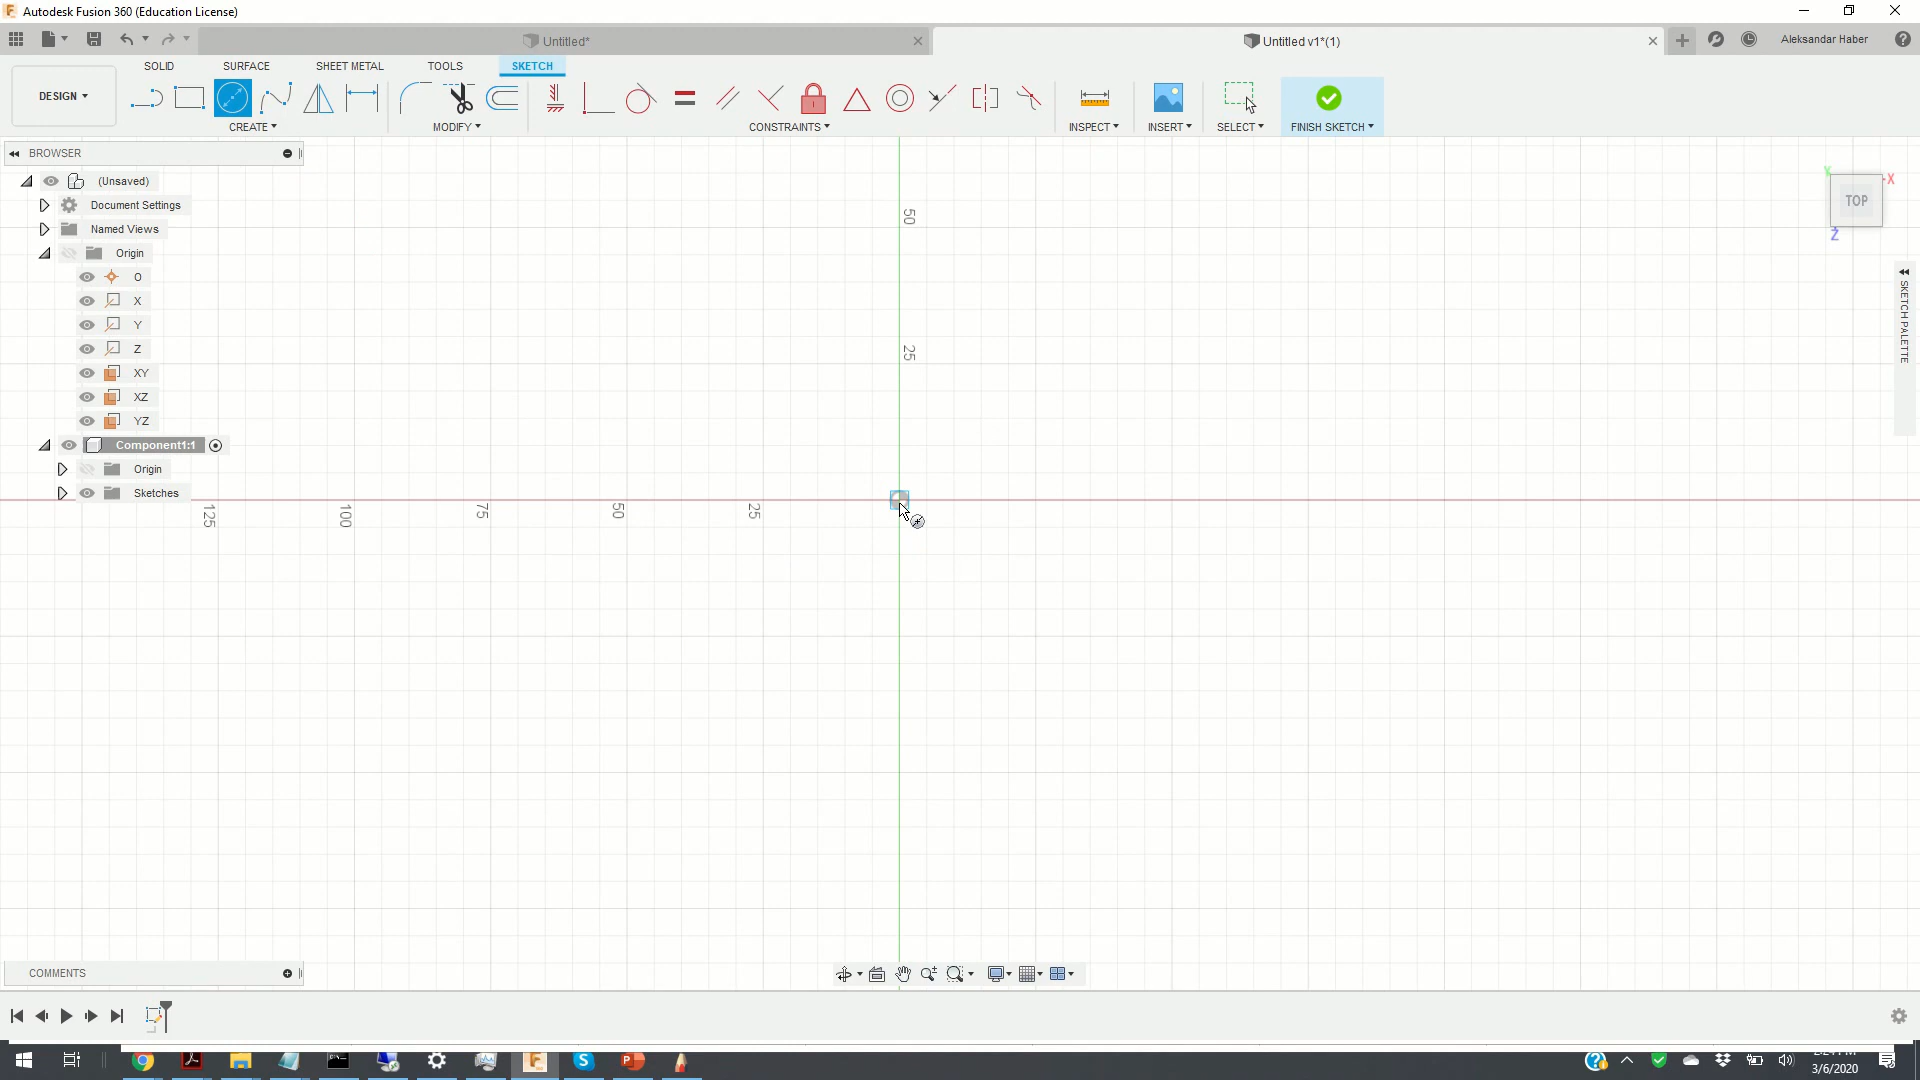 Autodesk Fusion 360 (Education License)
Untitled*
Untitled v1*(1)
Aleksandar Haber
SOLID
SURFACE
SHEET METAL
TOOLS
SKETCH
DESIGN
CREATE
MODIFY
CONSTRAINTS
INSPECT
INSERT
SELECT
FINISH SKETCH
BROWSER
(Unsaved)
Document Settings
Named Views
Origin
O
X
Y
Z
XY
XZ
YZ
Component1:1
Origin
Sketches
50
25
125
100
75
50
25
Y
X
TOP
Z
SKETCH PALETTE
COMMENTS
3/6/2020